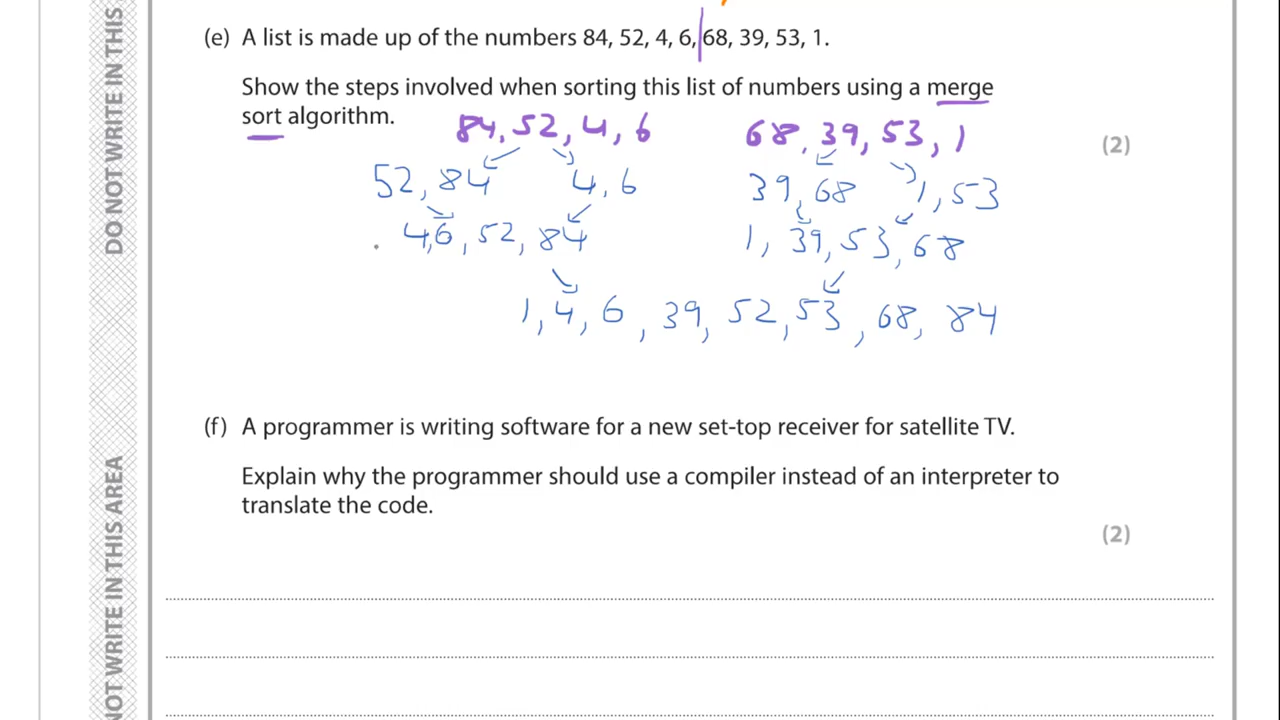 (e) A list is made up of the numbers 84, 52, 4, 6, 68, 39, 53, 1.
Show the steps involved when sorting this list of numbers using a merge
sort algorithm.
84, 52, 4, 6 68, 39, 53, 1
(2)
52, 84 4, 6 39, 68 1, 53
4, 6, 52, 84 1, 39, 53, 68
1, 4, 6, 39, 52, 53, 68, 84
(f) A programmer is writing software for a new set-top receiver for satellite TV.
Explain why the programmer should use a compiler instead of an interpreter to
translate the code.
(2)
DO NOT WRITE IN THIS
NOT WRITE IN THIS AREA